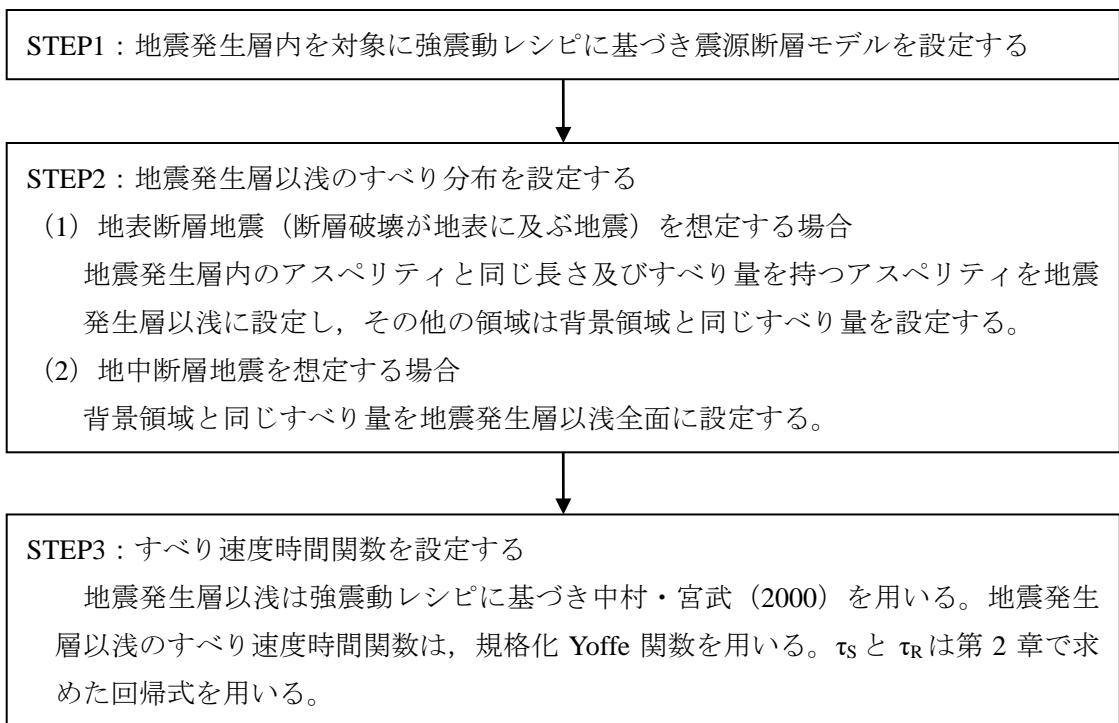 STEP1：地震発生層内を対象に強震動レシピに基づき震源断層モデルを設定する
STEP2：地震発生層以浅のすべり分布を設定する
（1）地表断層地震（断層破壊が地表に及ぶ地震）を想定する場合
地震発生層内のアスペリティと同じ長さ及びすべり量を持つアスペリティを地震
発生層以浅に設定し，その他の領域は背景領域と同じすべり量を設定する。
（2）地中断層地震を想定する場合
背景領域と同じすべり量を地震発生層以浅全面に設定する。
STEP3：すべり速度時間関数を設定する
地震発生層以浅は強震動レシピに基づき中村・宮武（2000）を用いる。地震発生
層以浅のすべり速度時間関数は，規格化 Yoffe 関数を用いる。τS と τR は第 2 章で求
めた回帰式を用いる。